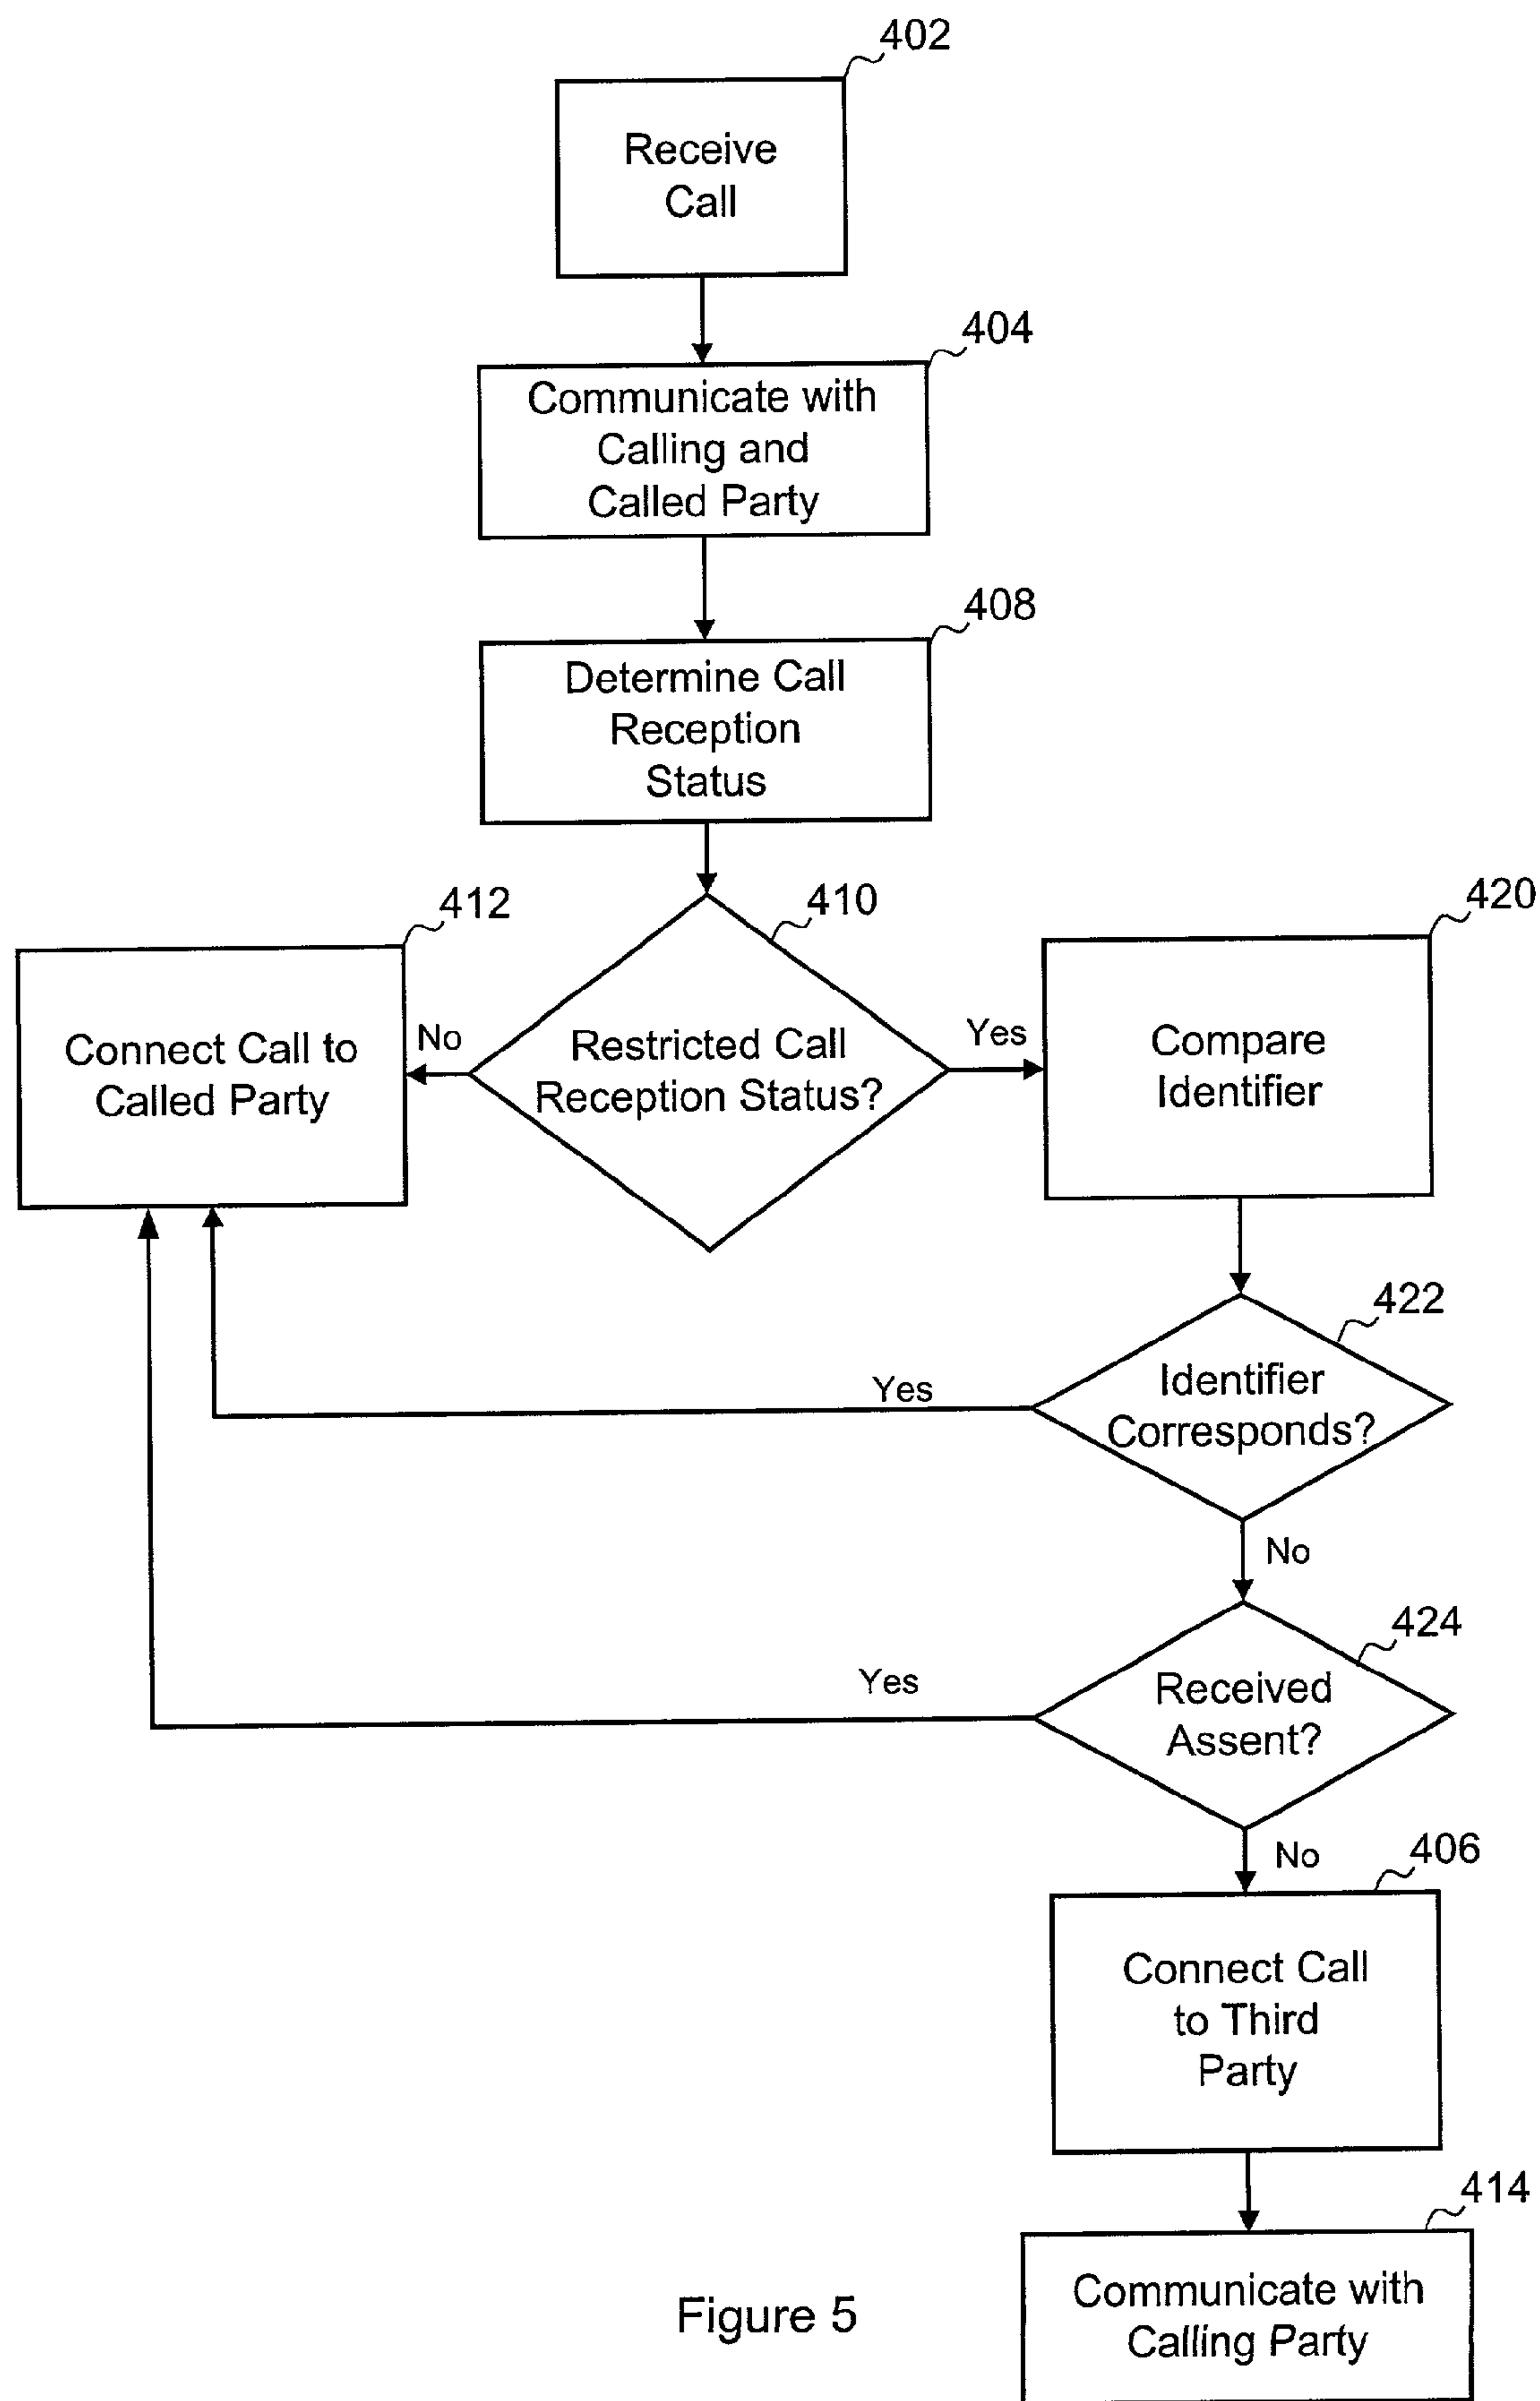 402
Receive
Call
404
Communicate with
Calling and
Called Party
408
Determine Call
Reception
Status
412
410
420
Connect Call to
Called Party
No
Restricted Call
Reception Status?
Yes
Compare
Identifier
422
Identifier
Corresponds?
Yes
No
424
Received
Assent?
Yes
No
406
Connect Call
to Third
Party
414
Communicate with
Calling Party
Figure 5